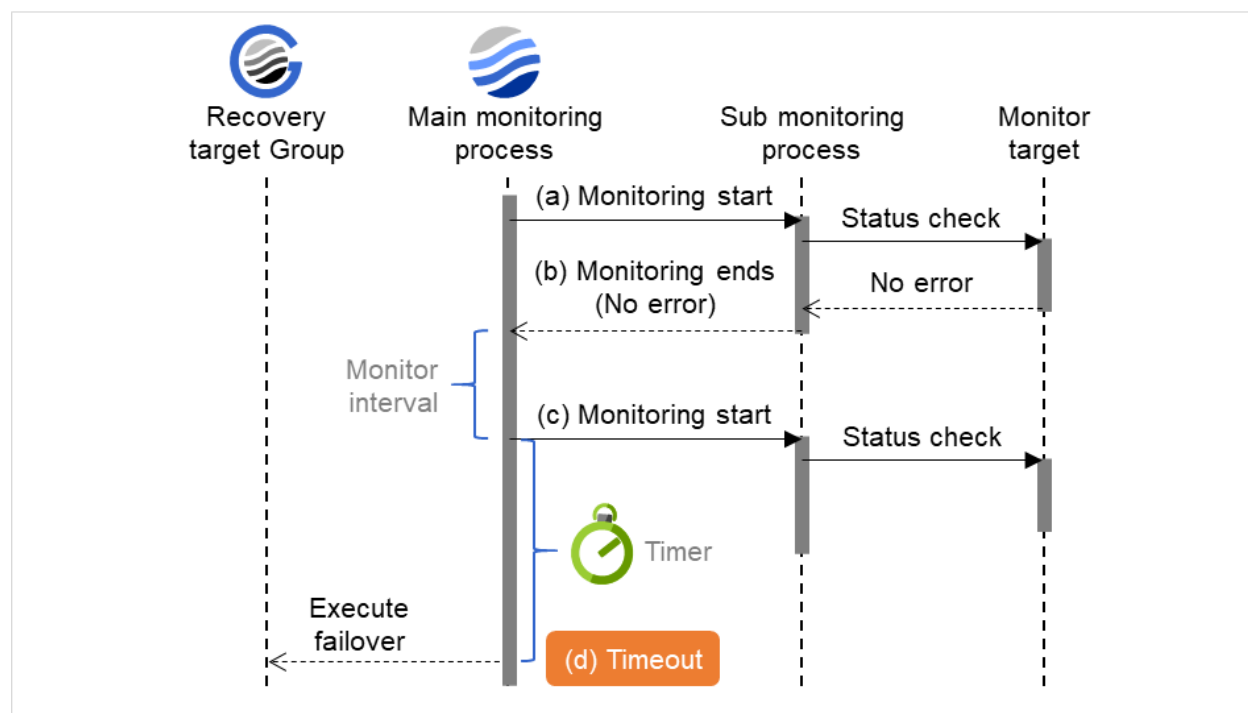 Recovery
target Group
Main monitoring
process
Sub monitoring
process
Monitor
target
(a) Monitoring start
Status check
(b) Monitoring ends
(No error)
No error
Monitor
interval
(c) Monitoring start
Status check
Timer
Execute
failover
(d) Timeout